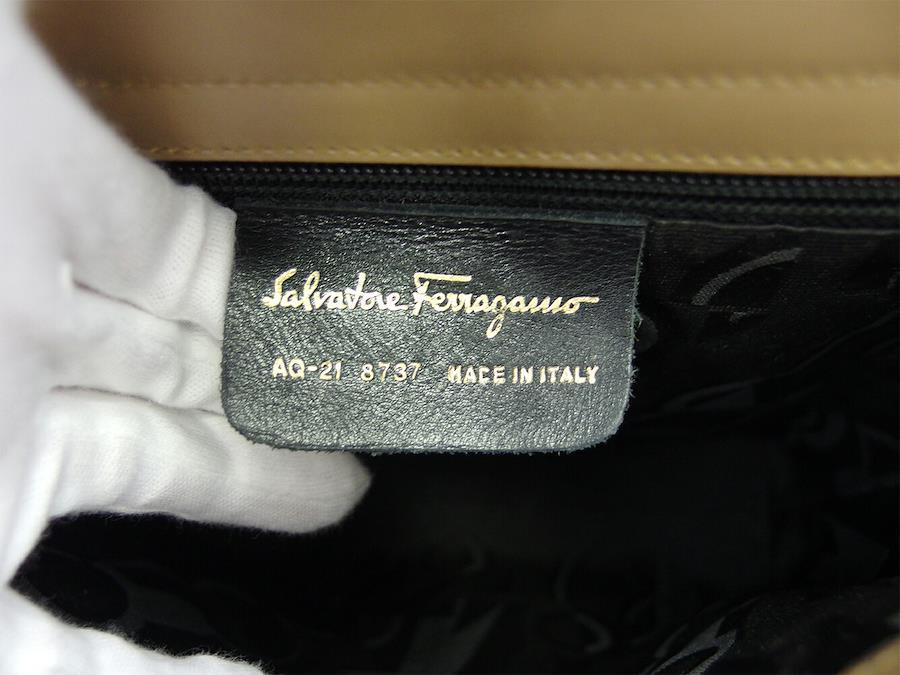 Salvatore Ferragamo
AQ-21 8737 MADE IN ITALY